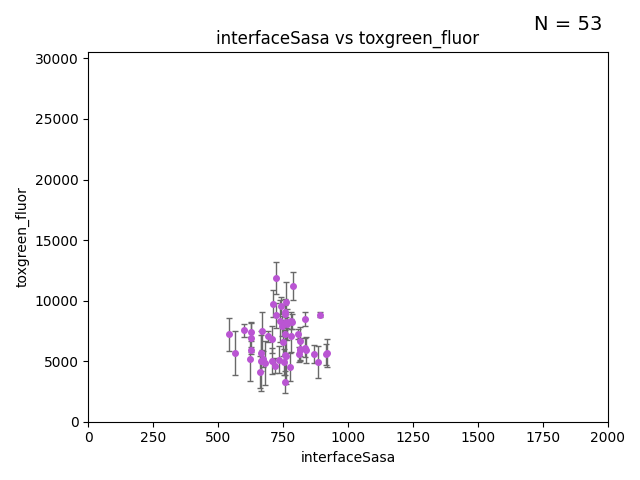 N = 53
interfaceSasa vs toxgreen_fluor
30000
25000
20000
15000
10000
5000
0
toxgreen_fluor
0 250 500 750 1000 1250 1500 1750 2000
interfaceSasa